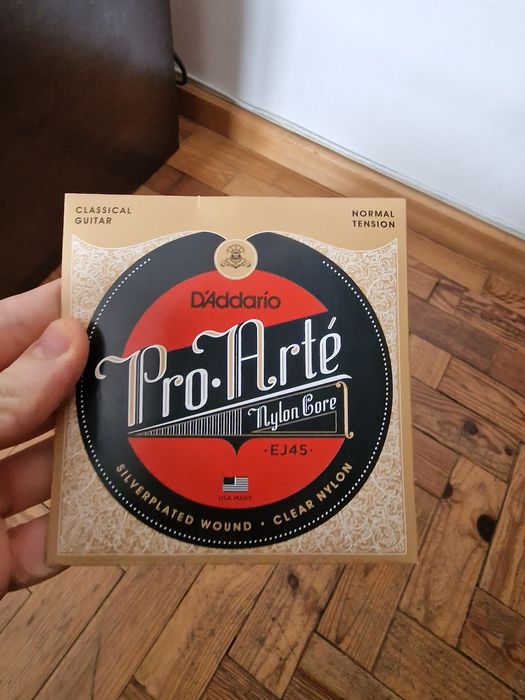 CLASSICAL
GUITAR
NORMAL
TENSION
D'Addario
Pro·Arté
Nylon Core
·EJ45·
USA MADE
SILVERPLATED WOUND · CLEAR NYLON